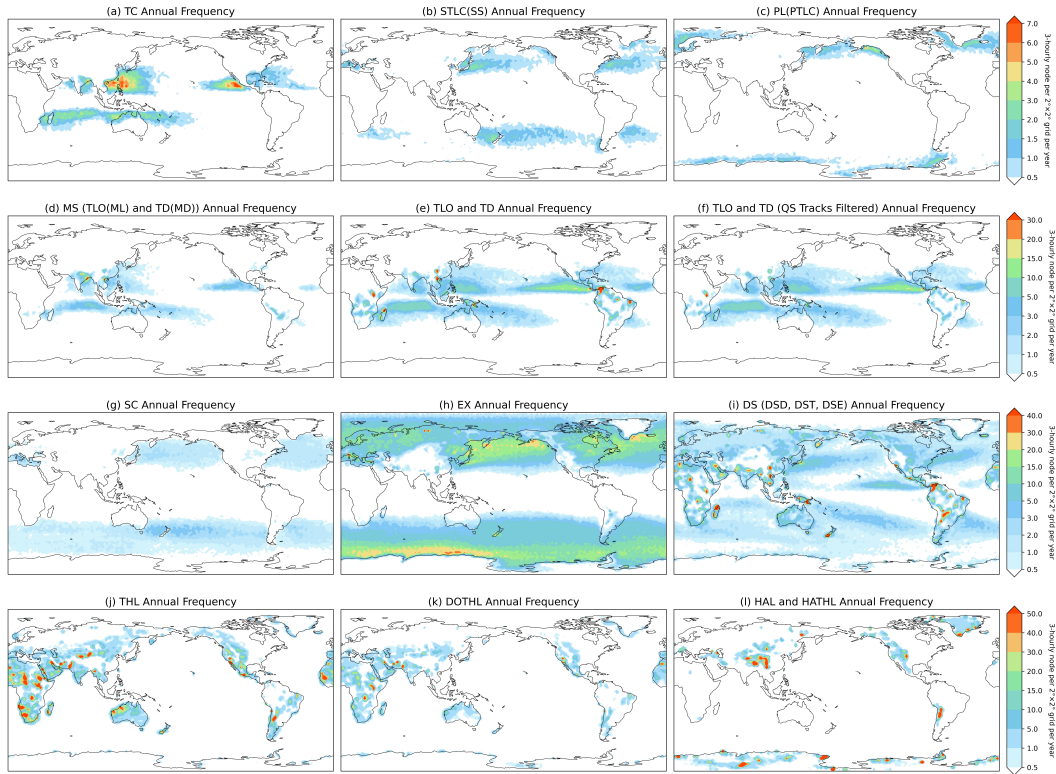 (a) TC Annual Frequency
(b) STLC(SS) Annual Frequency
(c) PL(PTLC) Annual Frequency
7.0
6.0
5.0
4.0
3.0
2.0
1.0
0.5
3-hourly node per 2°×2° grid per year
(d) MS (TLO(ML) and TD(MD)) Annual Frequency
(e) TLO and TD Annual Frequency
(f) TLO and TD (QS Tracks Filtered) Annual Frequency
30.0
20.0
15.0
10.0
5.0
3.0
2.0
1.0
0.5
3-hourly node per 2°×2° grid per year
(g) SC Annual Frequency
(h) EX Annual Frequency
(i) DS (DSD, DST, DSE) Annual Frequency
40.0
30.0
20.0
15.0
10.0
5.0
3.0
2.0
1.0
0.5
3-hourly node per 2°×2° grid per year
(j) THL Annual Frequency
(k) DOTHL Annual Frequency
(l) HAL and HATHL Annual Frequency
50.0
40.0
30.0
20.0
10.0
5.0
1.0
0.5
3-hourly node per 2°×2° grid per year